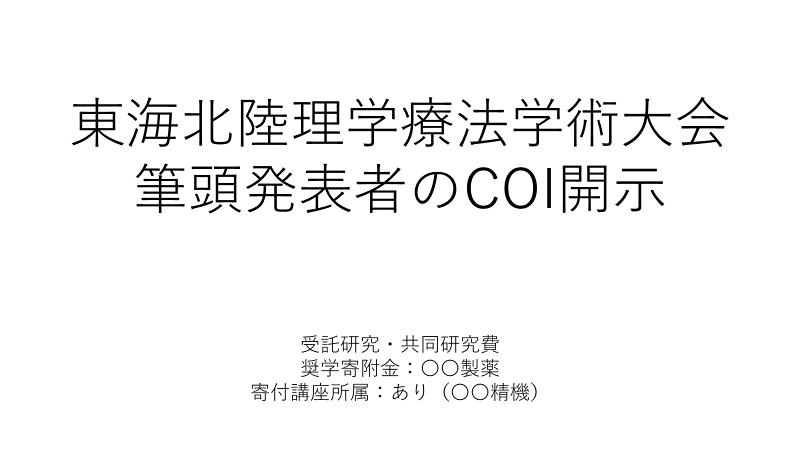 東海北陸理学療法学術大会
筆頭発表者のCOI開示
受託研究・共同研究費
奨学寄附金：〇〇製薬
寄付講座所属：あり（〇〇精機）